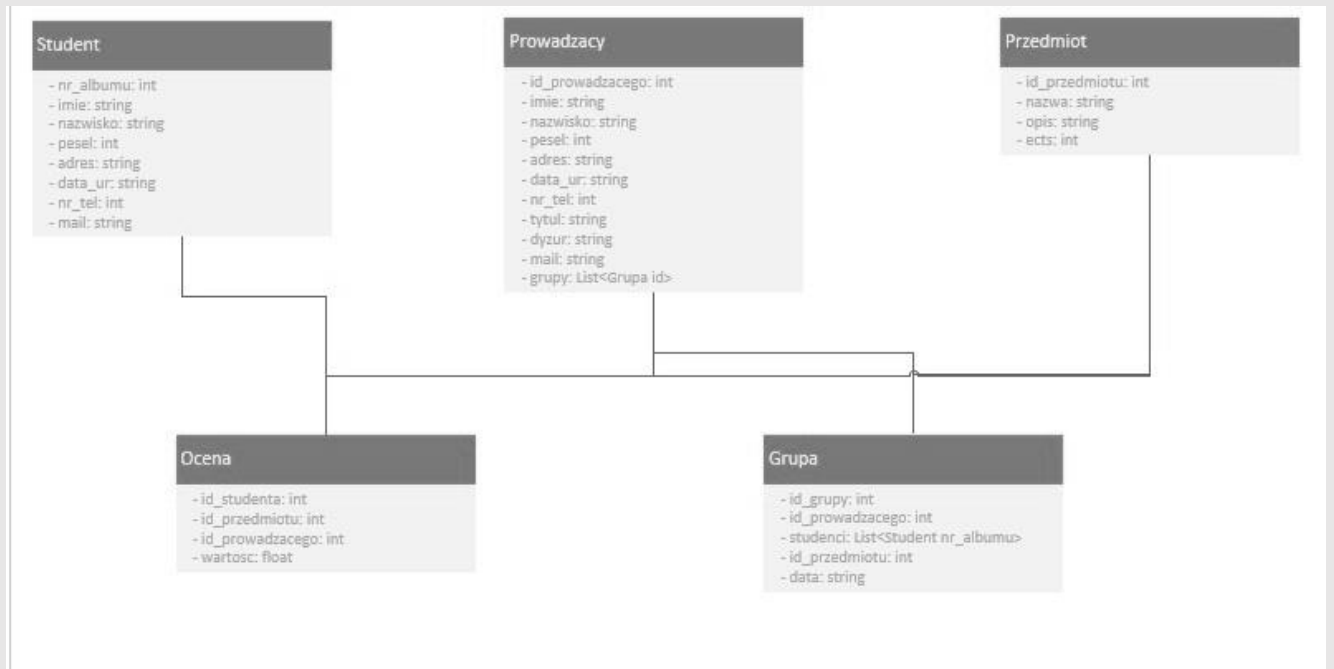 Student
- nr_albumu: int
- imie: string
- nazwisko: string
- pesel: int
- adres: string
- data_ur: string
- nr_tel: int
- mail: string
Prowadzacy
- id_prowadzacego: int
- imie: string
- nazwisko: string
- pesel: int
- adres: string
- data_ur: string
- nr_tel: int
- tytul: string
- dyzur: string
- mail: string
- grupy: List<Grupa id>
Przedmiot
- id_przedmiotu: int
- nazwa: string
- opis: string
- ects: int
Ocena
- id_studenta: int
- id_przedmiotu: int
- id_prowadzacego: int
- wartosc: float
Grupa
- id_grupy: int
- id_prowadzacego: int
- studenci: List<Student nr_albumu>
- id_przedmiotu: int
- data: string